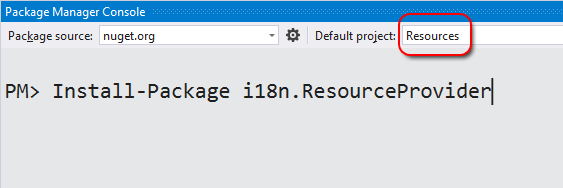 Package Manager Console
Package source: nuget.org Default project: Resources
PM> Install-Package i18n.ResourceProvider